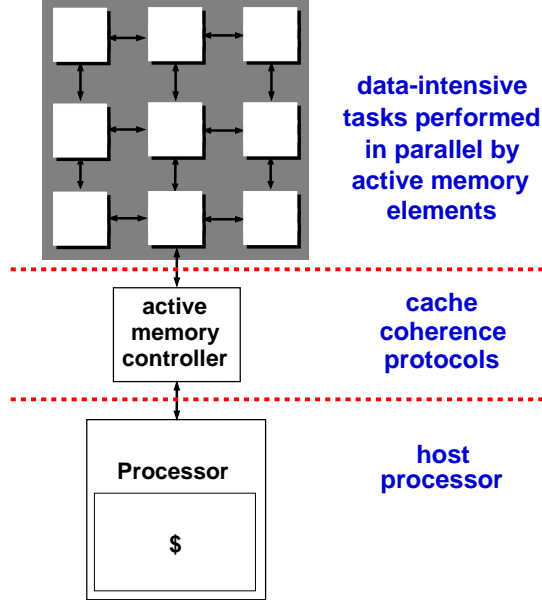 data-intensive
tasks performed
in parallel by
active memory
elements
active
memory
controller
cache
coherence
protocols
Processor
$
host
processor